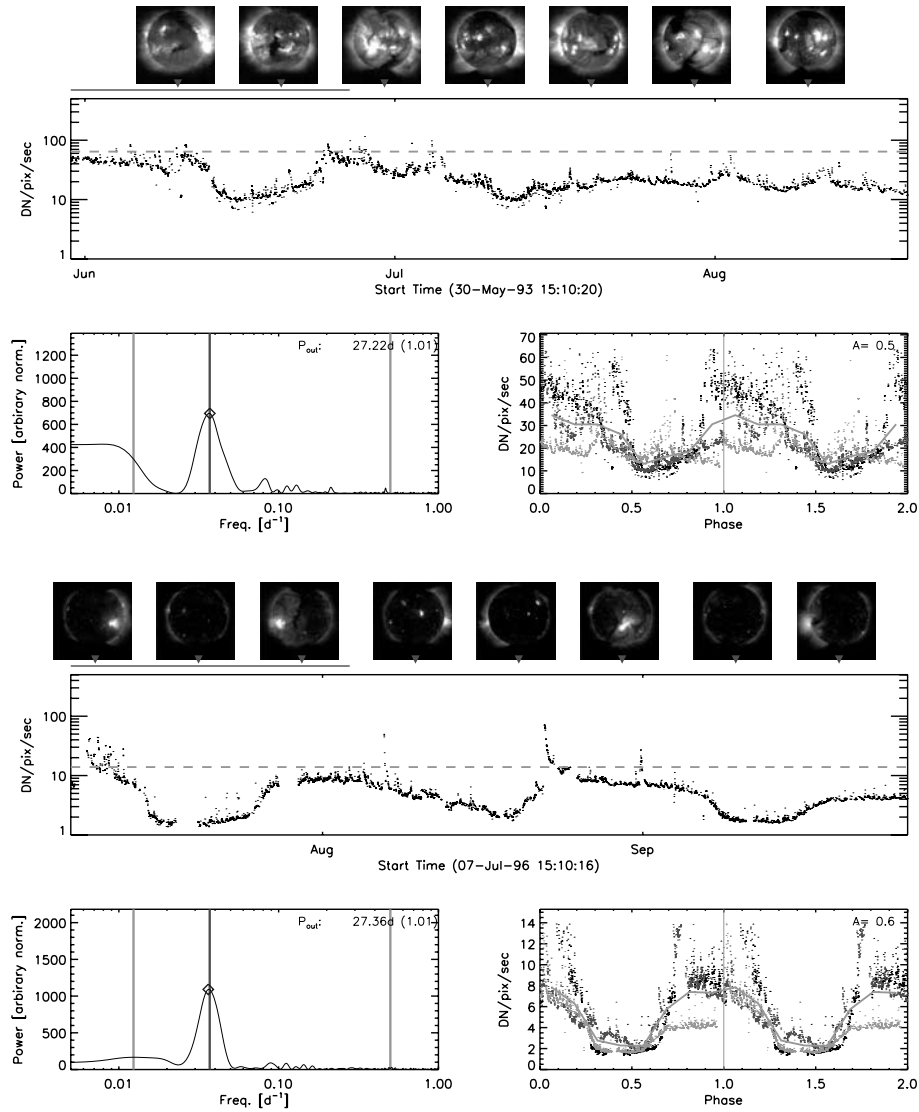 100
10
1
DN/pix/sec
Jun
Jul
Aug
Start Time (30-May-93 15:10:20)
P_out: 27.22d (1.01)
1200
1000
800
600
400
200
0
Power [arbitrary norm.]
0.01
0.10
1.00
Freq. [d⁻¹]
A= 0.5
70
60
50
40
30
20
10
0
DN/pix/sec
0.0
0.5
1.0
1.5
2.0
Phase
100
10
1
DN/pix/sec
Aug
Sep
Start Time (07-Jul-96 15:10:16)
P_out: 27.36d (1.01)
2000
1500
1000
500
0
Power [arbitrary norm.]
0.01
0.10
1.00
Freq. [d⁻¹]
A= 0.6
14
12
10
8
6
4
2
0
DN/pix/sec
0.0
0.5
1.0
1.5
2.0
Phase